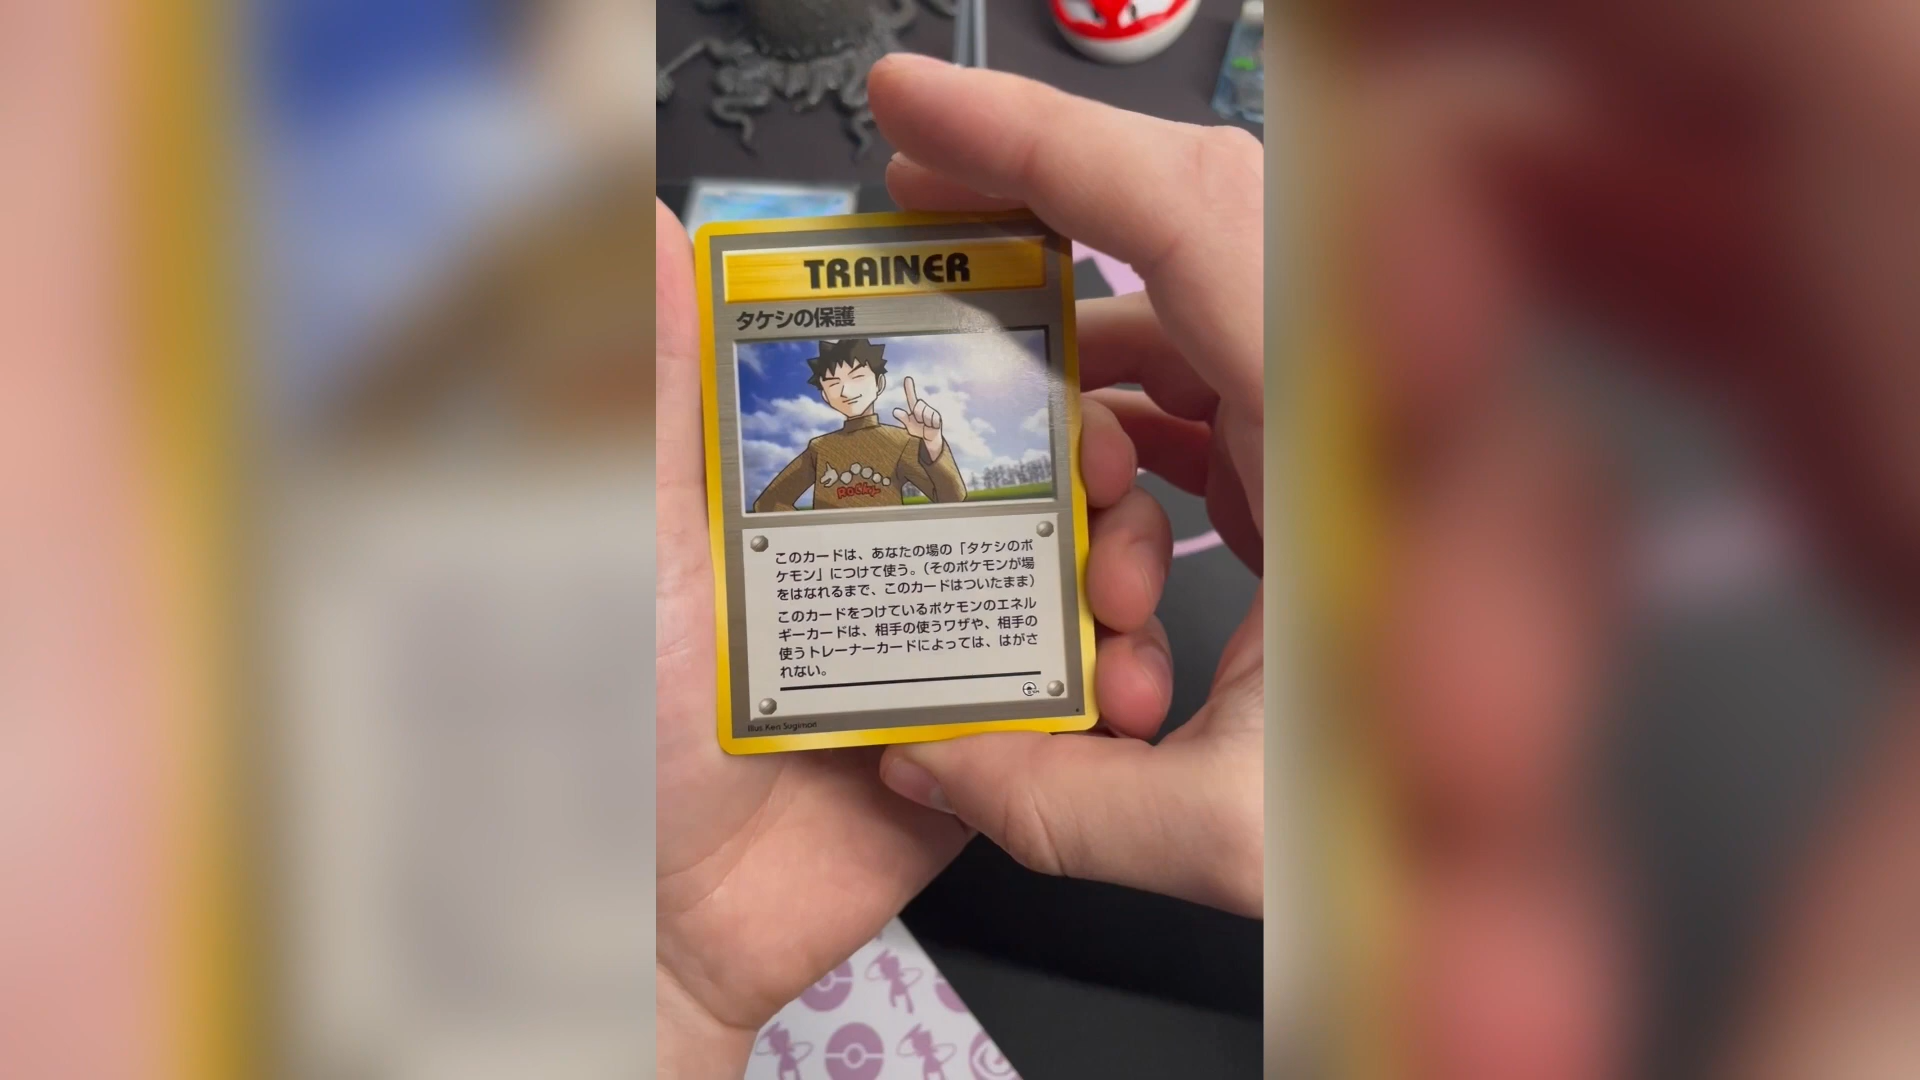 TRAINER
タケシの保護
Rocky
このカードは、あなたの場の「タケシのポ
ケモン」につけて使う。（そのポケモンが場
をはなれるまで、このカードはついたまま）
このカードをつけているポケモンのエネル
ギーカードは、相手の使うワザや、相手の
使うトレーナーカードによっては、はがさ
れない。
Illus. Ken Sugimori